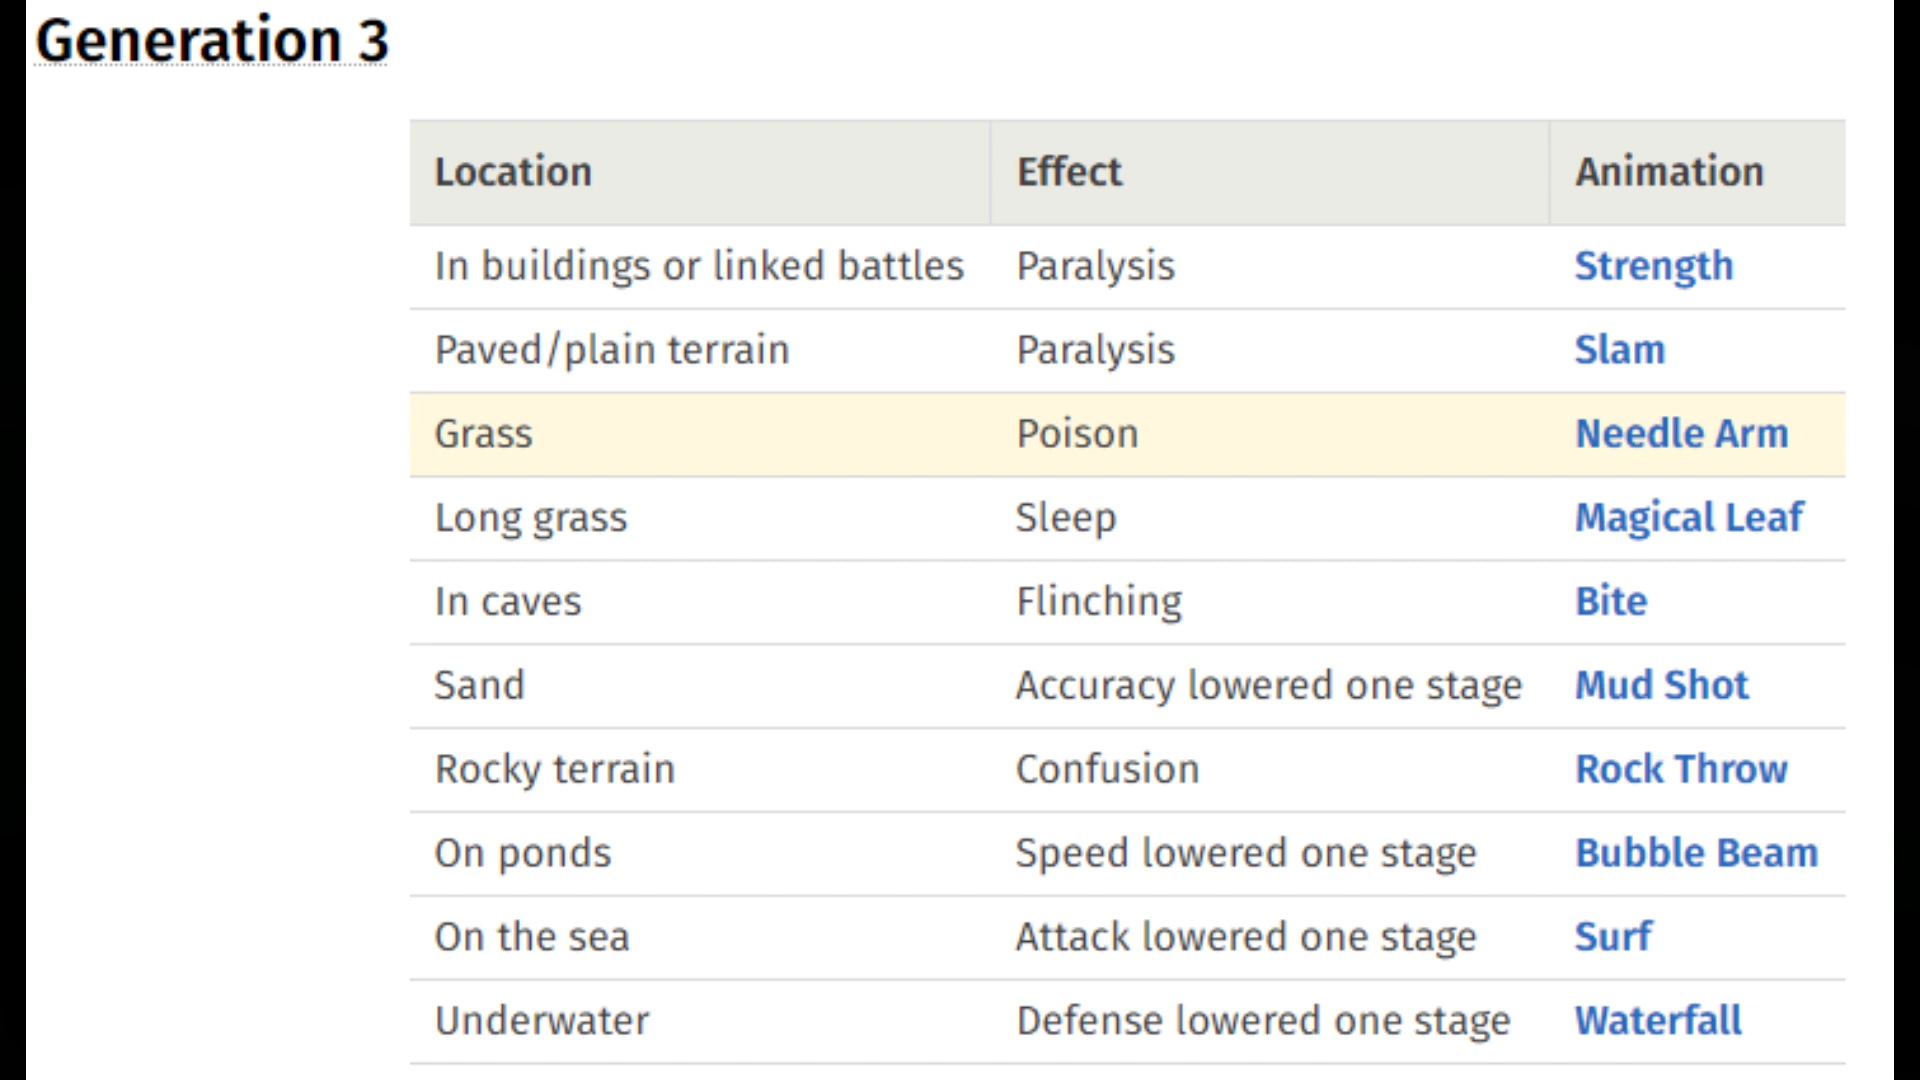 Generation 3
Location Effect Animation
In buildings or linked battles Paralysis Strength
Paved/plain terrain Paralysis Slam
Grass Poison Needle Arm
Long grass Sleep Magical Leaf
In caves Flinching Bite
Sand Accuracy lowered one stage Mud Shot
Rocky terrain Confusion Rock Throw
On ponds Speed lowered one stage Bubble Beam
On the sea Attack lowered one stage Surf
Underwater Defense lowered one stage Waterfall